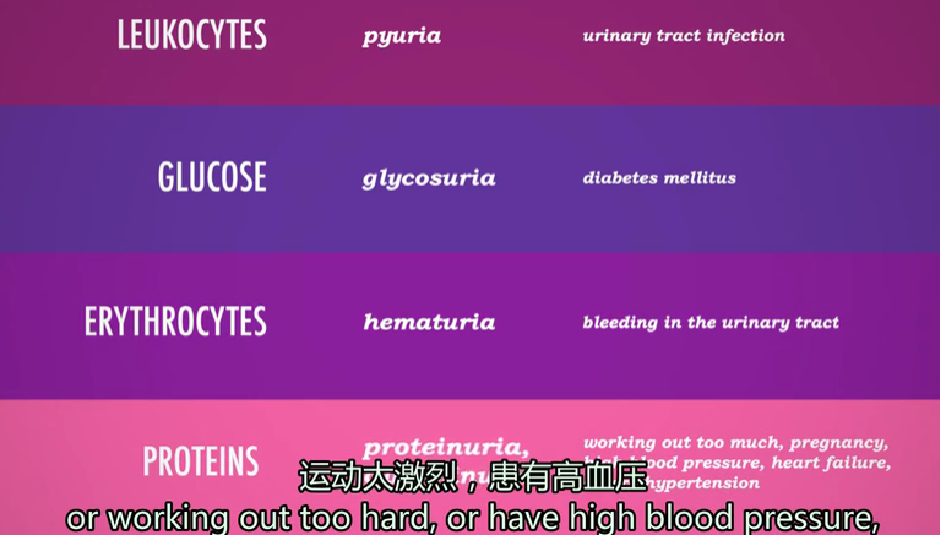 LEUKOCYTES pyuria urinary tract infection
GLUCOSE glycosuria diabetes mellitus
ERYTHROCYTES hematuria bleeding in the urinary tract
PROTEINS
proteinuria,
working out too much, pregnancy,
blood pressure, heart failure,
hypertension
运动太激烈，患有高血压
or working out too hard, or have high blood pressure,